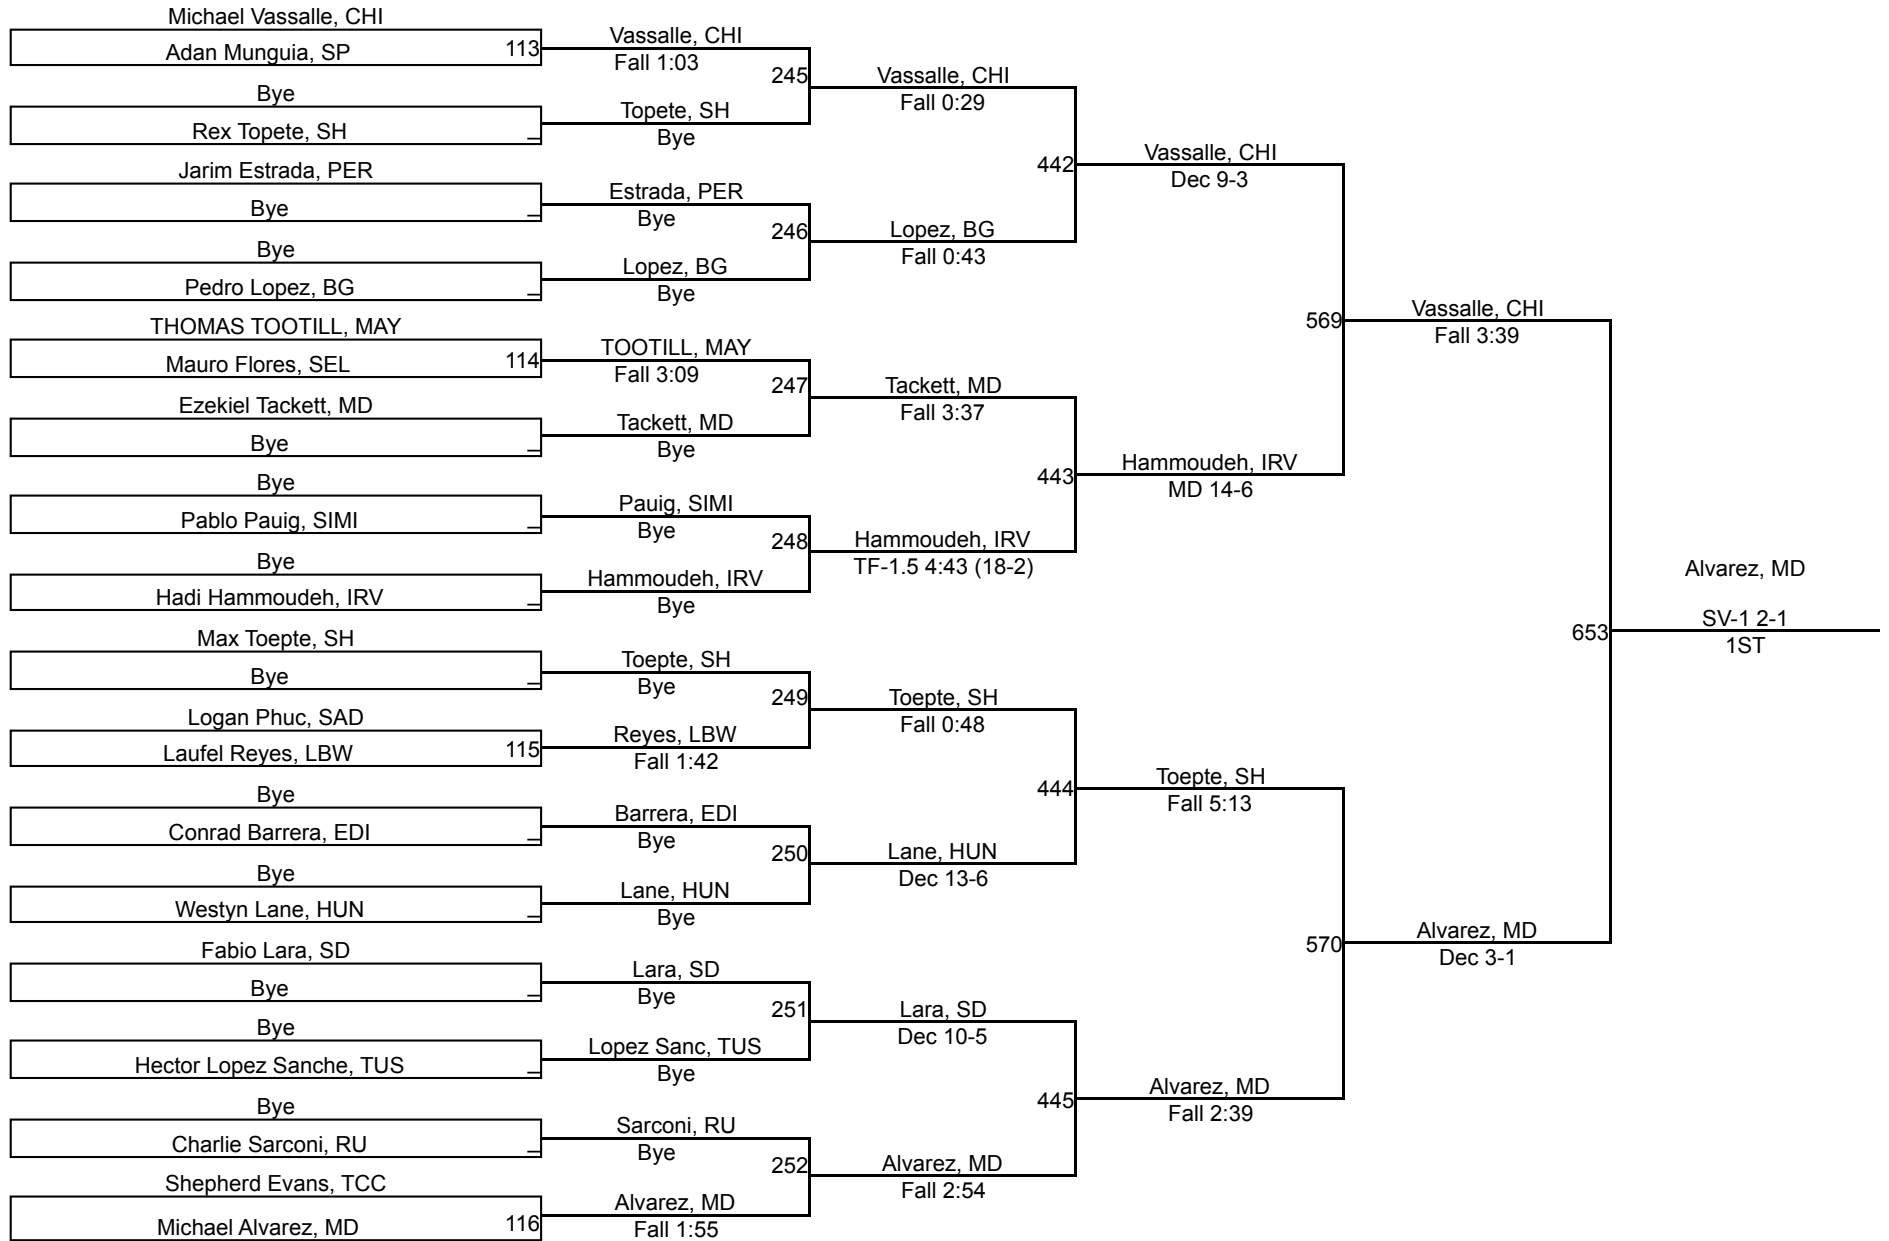 Michael Vassalle, CHI
Adan Munguia, SP
113
Bye
Rex Topete, SH
Jarim Estrada, PER
Bye
Bye
Pedro Lopez, BG
THOMAS TOOTILL, MAY
Mauro Flores, SEL
114
Ezekiel Tackett, MD
Bye
Bye
Pablo Pauig, SIMI
Bye
Hadi Hammoudeh, IRV
Max Toepte, SH
Bye
Logan Phuc, SAD
Laufel Reyes, LBW
115
Bye
Conrad Barrera, EDI
Bye
Westyn Lane, HUN
Fabio Lara, SD
Bye
Bye
Hector Lopez Sanche, TUS
Bye
Charlie Sarconi, RU
Shepherd Evans, TCC
Michael Alvarez, MD
116
Vassalle, CHI
Fall 1:03
245
Topete, SH
Bye
Estrada, PER
Bye
246
Lopez, BG
Bye
TOOTILL, MAY
Fall 3:09
247
Tackett, MD
Bye
Pauig, SIMI
Bye
248
Hammoudeh, IRV
Bye
Toepte, SH
Bye
249
Reyes, LBW
Fall 1:42
Barrera, EDI
Bye
250
Lane, HUN
Bye
Lara, SD
Bye
251
Lopez Sanc, TUS
Bye
Sarconi, RU
Bye
252
Alvarez, MD
Fall 1:55
Vassalle, CHI
Fall 0:29
442
Lopez, BG
Fall 0:43
Tackett, MD
Fall 3:37
443
Hammoudeh, IRV
TF-1.5 4:43 (18-2)
Toepte, SH
Fall 0:48
444
Lane, HUN
Dec 13-6
Lara, SD
Dec 10-5
445
Alvarez, MD
Fall 2:54
Vassalle, CHI
Dec 9-3
569
Hammoudeh, IRV
MD 14-6
Toepte, SH
Fall 5:13
570
Alvarez, MD
Fall 2:39
Vassalle, CHI
Fall 3:39
653
Alvarez, MD
Dec 3-1
Alvarez, MD
SV-1 2-1
1ST